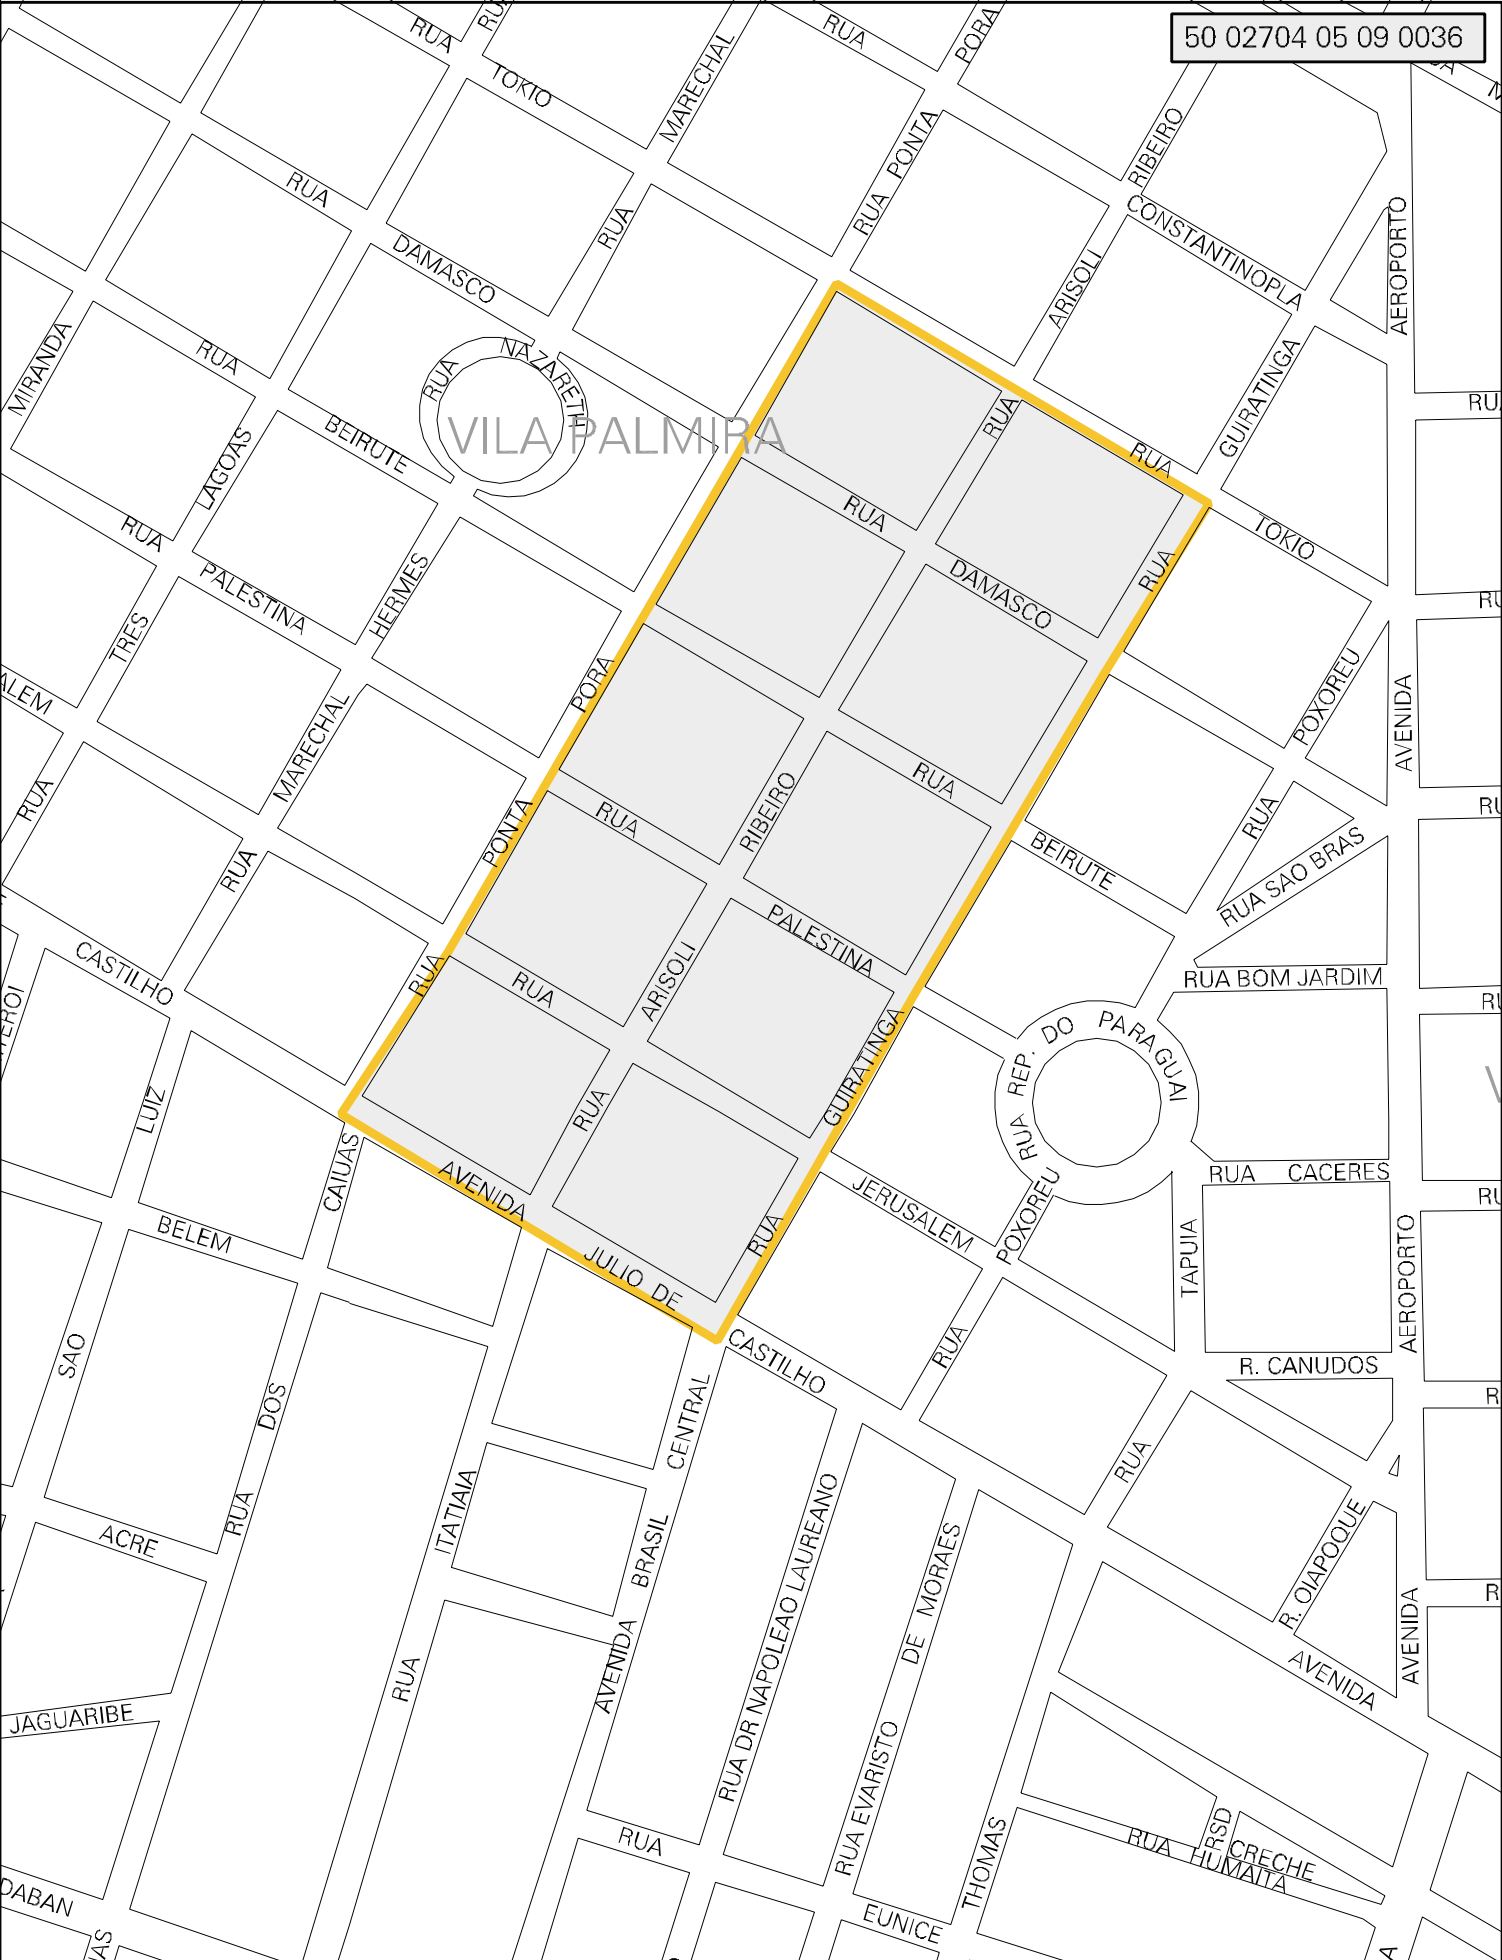 50 02704 05 09 0036
RUA
TOKIO
MARECHAL
RUA
PORA
RUA PONTA
RIBEIRO
CONSTANTINOPLA
AEROPORTO
RUA
DAMASCO
RUA
ARISOLI
MIRANDA
RUA
RUA NAZARETH
VILA PALMIRA
BEIRUTE
LAGOAS
RUA
RUA
GUIRATINGA
TOKIO
RUA
RUA
PALESTINA
HERMES
RUA
DAMASCO
RUA
TRES
PORA
POXOREU
AVENIDA
MARECHAL
RUA
RUA
PONTA
RUA
RIBEIRO
RUA
BEIRUTE
RUA SAO BRAS
RUA
CASTILHO
RUA
RUA
ARISOLI
PALESTINA
RUA BOM JARDIM
GUIRATINGA
RUA REP. DO PARAGUAI
LUIZ
RUA
CAIUAS
AVENIDA
JULIO DE
RUA
JERUSALEM
POXOREU
RUA CACERES
TAPUIA
AEROPORTO
BELEM
SAO
DOS
CASTILHO
RUA
R. CANUDOS
CENTRAL
RUA
ACRE
RUA
ITATIAIA
BRASIL
RUA DR NAPOLEAO LAUREANO
DE MORAES
R. OIAPOQUE
AVENIDA
AVENIDA
RUA
AVENIDA
JAGUARIBE
RUA EVARISTO
RUA
THOMAS
RUA HUMAITA
RSD
CRECHE
EUNICE